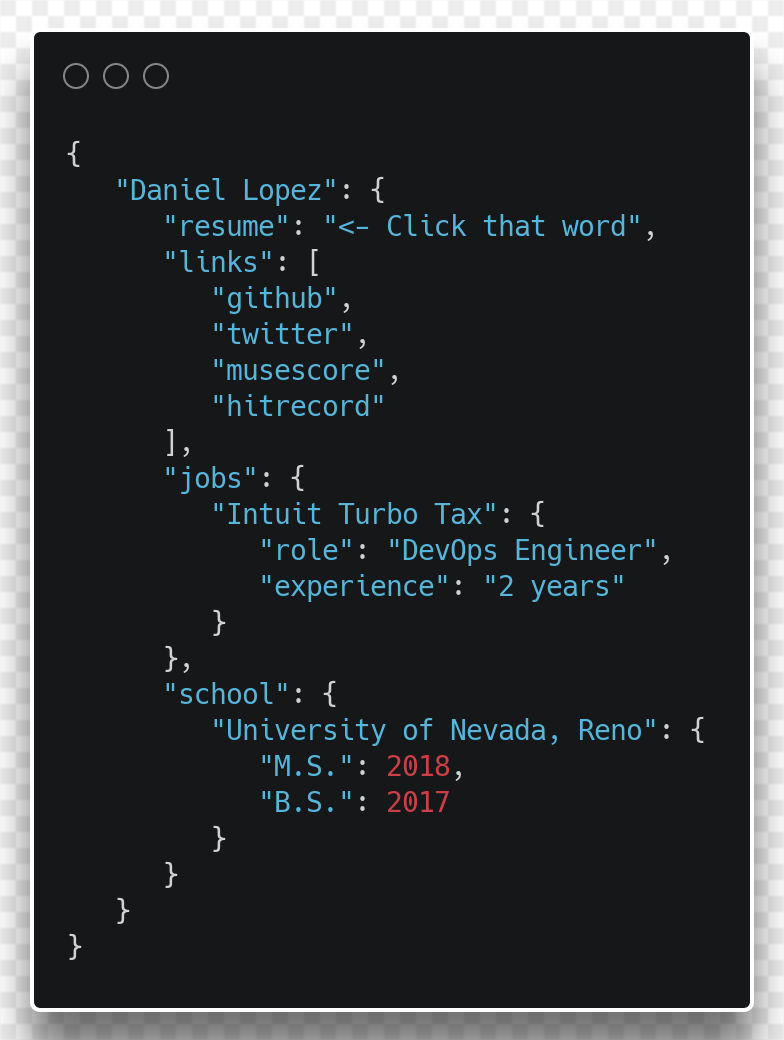 {
   "Daniel Lopez": {
      "resume": "<- Click that word",
      "links": [
         "github",
         "twitter",
         "musescore",
         "hitrecord"
      ],
      "jobs": {
         "Intuit Turbo Tax": {
            "role": "DevOps Engineer",
            "experience": "2 years"
         }
      },
      "school": {
         "University of Nevada, Reno": {
            "M.S.": 2018,
            "B.S.": 2017
         }
      }
   }
}